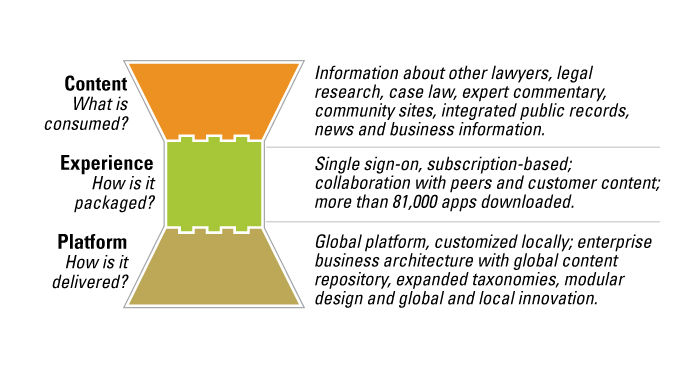 Content
What is
consumed?
Information about other lawyers, legal
research, case law, expert commentary,
community sites, integrated public records,
news and business information.
Experience
How is it
packaged?
Single sign-on, subscription-based;
collaboration with peers and customer content;
more than 81,000 apps downloaded.
Platform
How is it
delivered?
Global platform, customized locally; enterprise
business architecture with global content
repository, expanded taxonomies, modular
design and global and local innovation.